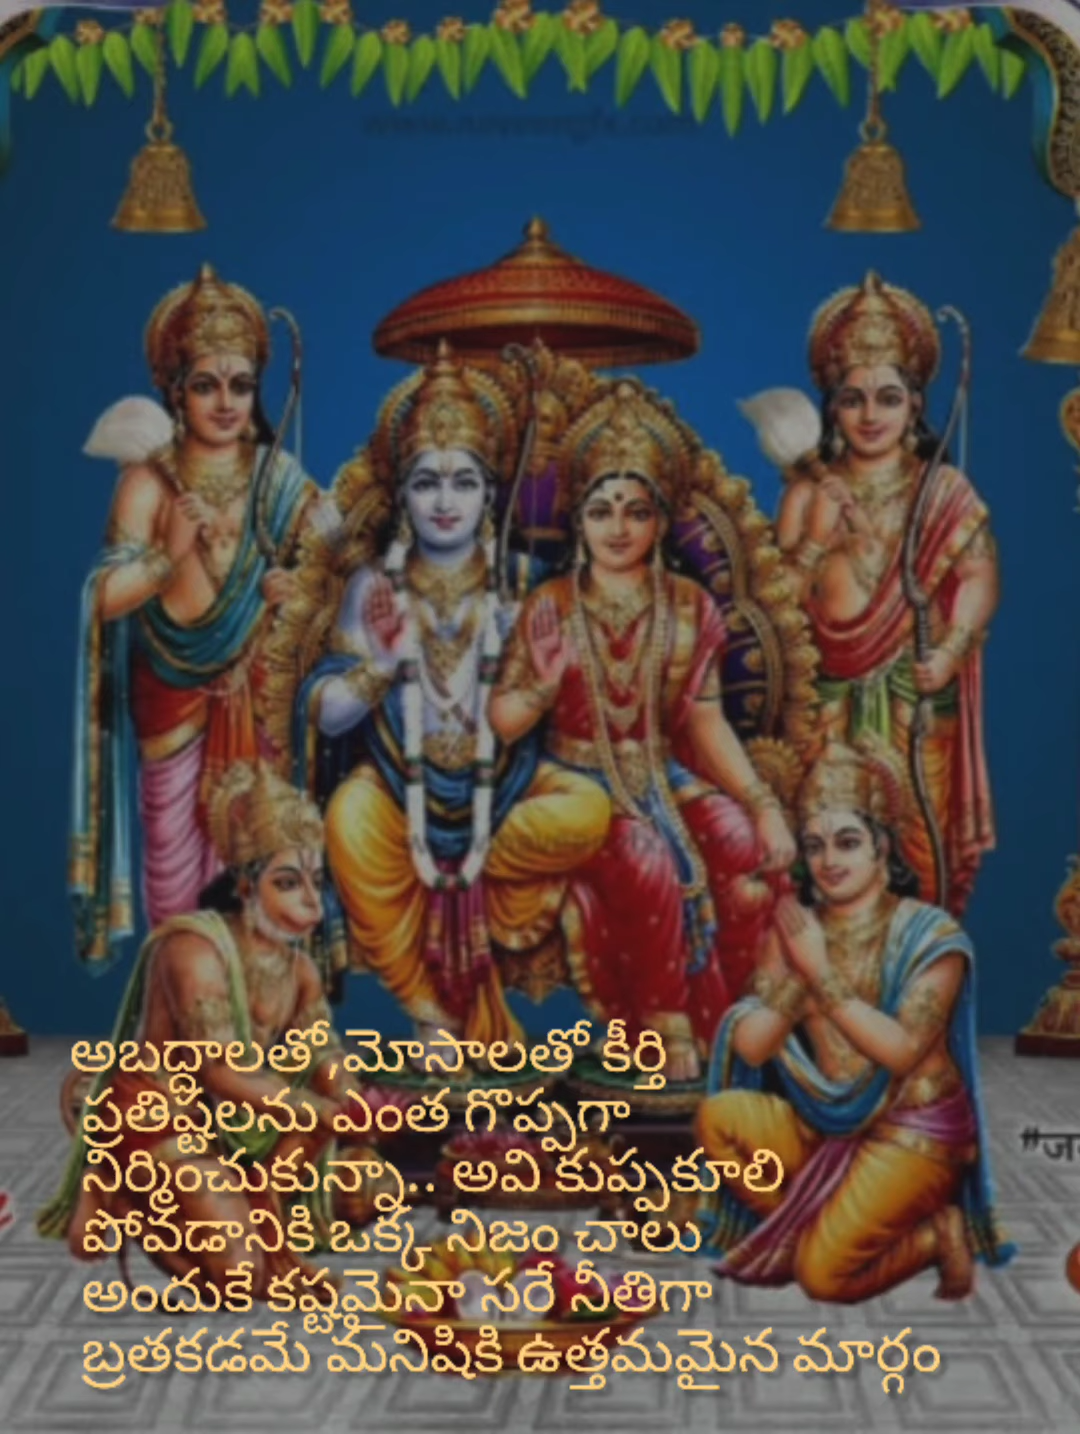 అబద్ధాలతో ,మోసాలతో కీర్తి
ప్రతిష్టలను ఎంత గొప్పగా
నిర్మించుకున్నా.. అవి కుప్పకూలి
పోవడానికి ఒక్క నిజం చాలు
అందుకే కష్టమైనా సరే నీతిగా
బ్రతకడమే మనిషికి ఉత్తమమైన మార్గం